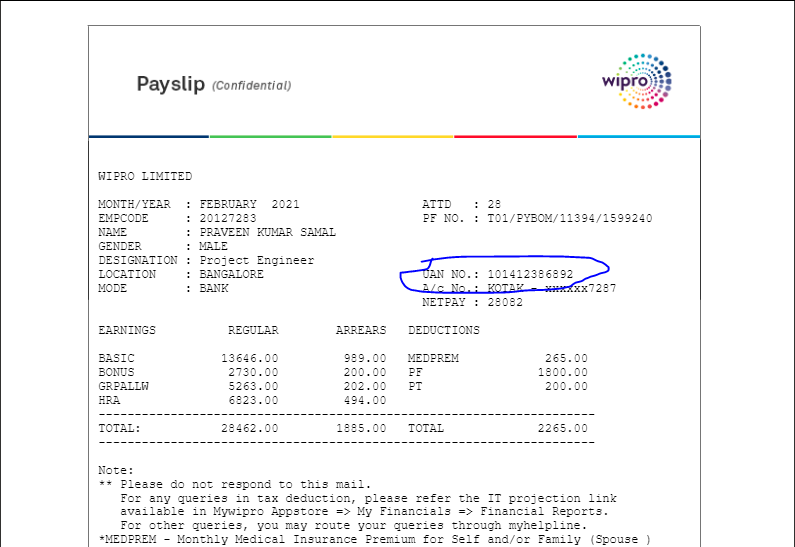 Payslip (Confidential)
wipro
WIPRO LIMITED
MONTH/YEAR : FEBRUARY 2021 ATTD : 28
EMPCODE : 20127283 PF NO. : T01/PYBOM/11394/1599240
NAME : PRAVEEN KUMAR SAMAL
GENDER : MALE
DESIGNATION : Project Engineer
LOCATION : BANGALORE UAN NO.: 101412386892
MODE : BANK A/c No.: KOTAK - xxxxxx7287
NETPAY : 28082
EARNINGS REGULAR ARREARS DEDUCTIONS
BASIC 13646.00 989.00 MEDPREM 265.00
BONUS 2730.00 200.00 PF 1800.00
GRPALLW 5263.00 202.00 PT 200.00
HRA 6823.00 494.00
TOTAL: 28462.00 1885.00 TOTAL 2265.00
Note:
** Please do not respond to this mail.
For any queries in tax deduction, please refer the IT projection link
available in Mywipro Appstore => My Financials => Financial Reports.
For other queries, you may route your queries through myhelpline.
*MEDPREM - Monthly Medical Insurance Premium for Self and/or Family (Spouse )